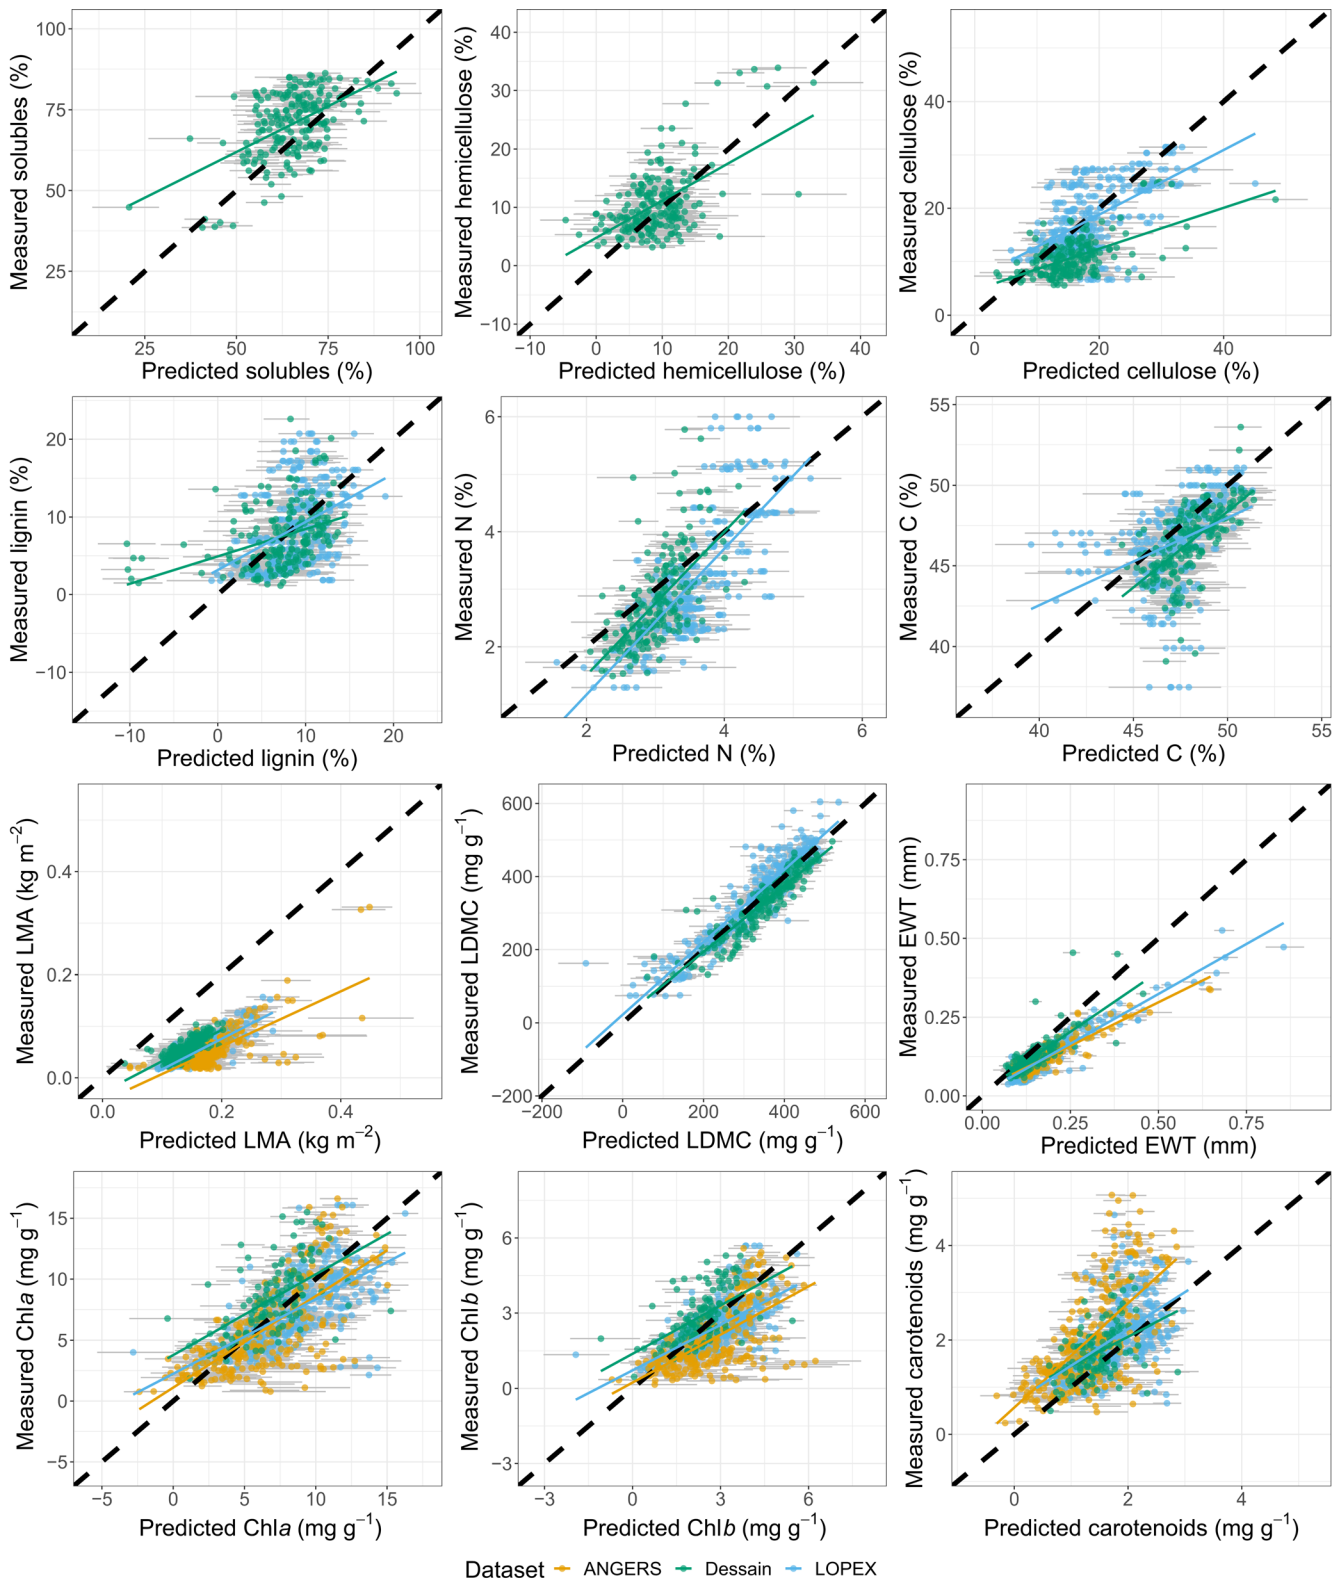 100
75
50
25
Measured solubles (%)
25 50 75 100
Predicted solubles (%)
40
30
20
10
0
−10
Measured hemicellulose (%)
−10 0 10 20 30 40
Predicted hemicellulose (%)
40
20
0
Measured cellulose (%)
0 20 40
Predicted cellulose (%)
20
10
0
−10
Measured lignin (%)
−10 0 10 20
Predicted lignin (%)
6
4
2
Measured N (%)
2 4 6
Predicted N (%)
55
50
45
40
Measured C (%)
40 45 50 55
Predicted C (%)
0.4
0.2
0.0
Measured LMA (kg m−2)
0.0 0.2 0.4
Predicted LMA (kg m−2)
600
400
200
0
−200
Measured LDMC (mg g−1)
−200 0 200 400 600
Predicted LDMC (mg g−1)
0.75
0.50
0.25
0.00
Measured EWT (mm)
0.00 0.25 0.50 0.75
Predicted EWT (mm)
15
10
5
0
−5
Measured Chl a (mg g−1)
−5 0 5 10 15
Predicted Chl a (mg g−1)
6
3
0
−3
Measured Chl b (mg g−1)
−3 0 3 6
Predicted Chl b (mg g−1)
4
2
0
Measured carotenoids (mg g−1)
0 2 4
Predicted carotenoids (mg g−1)
Dataset ANGERS Dessain LOPEX